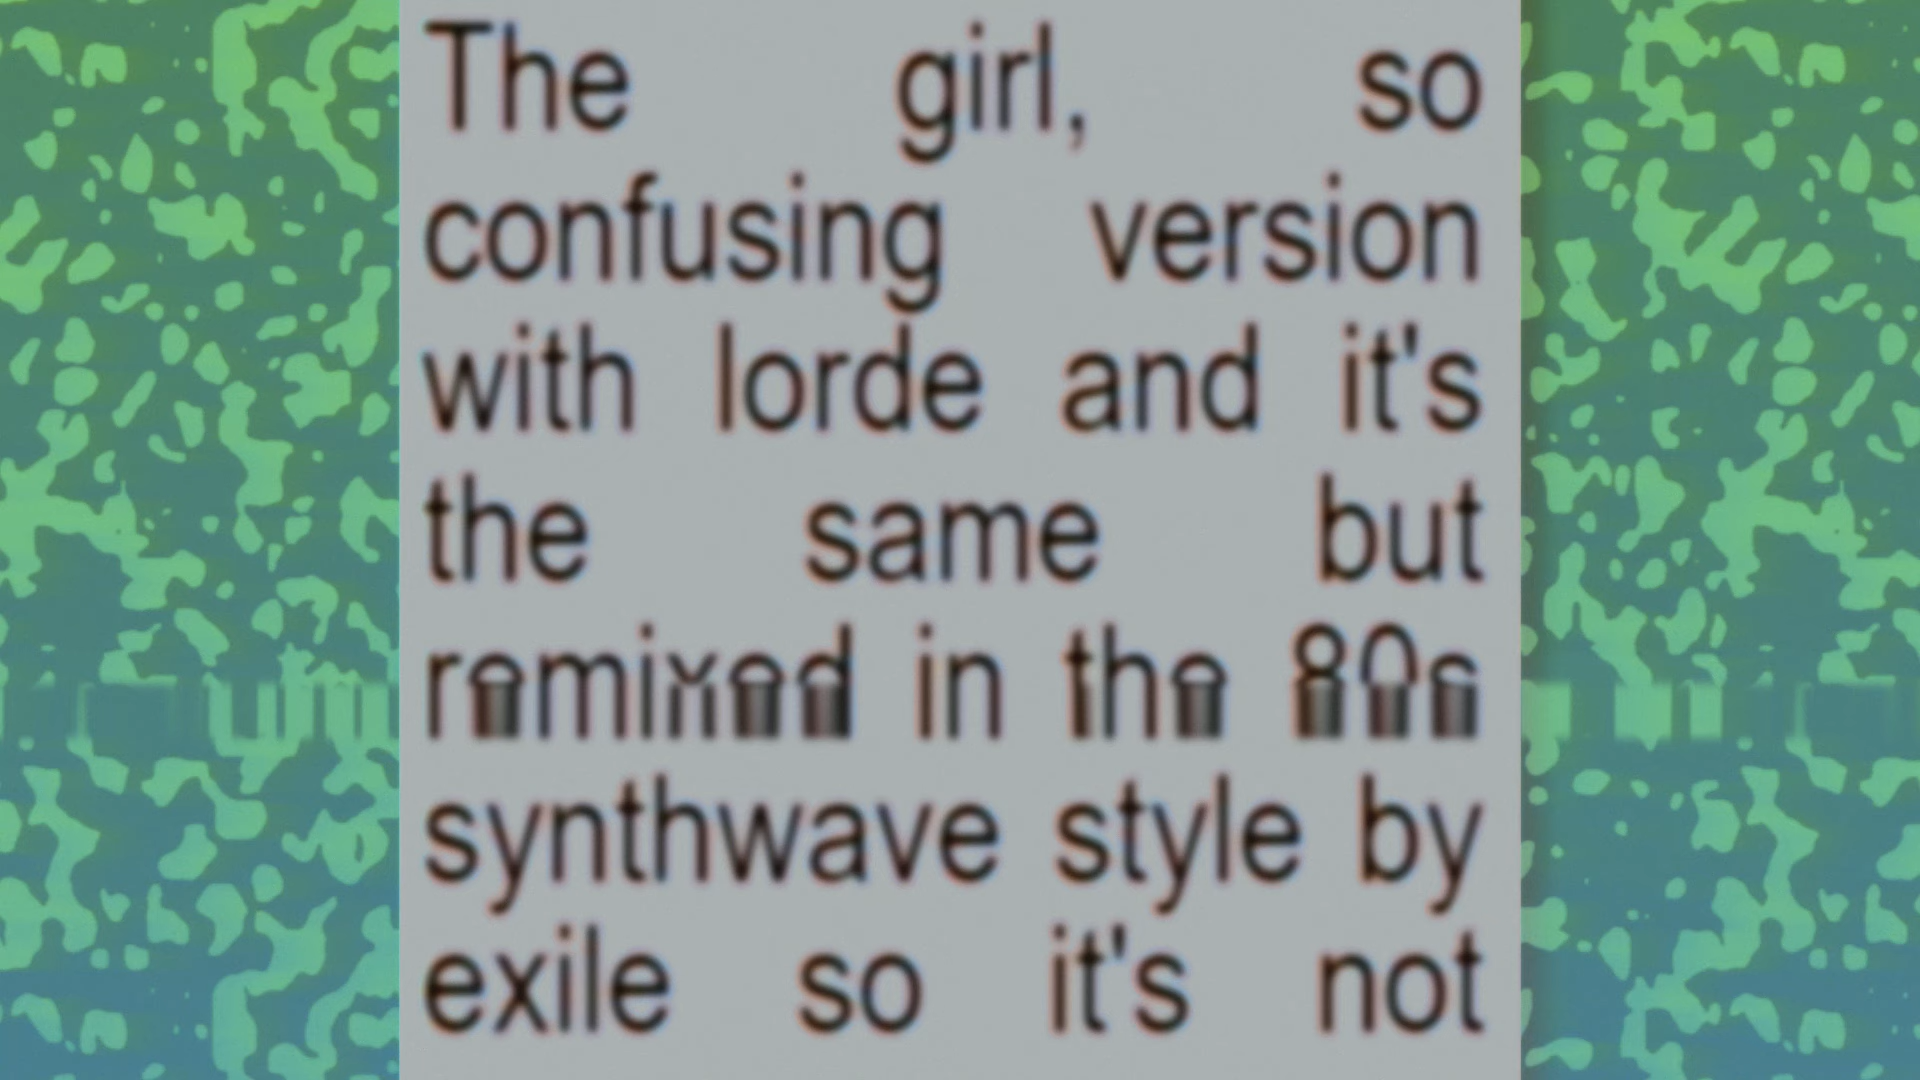 The girl, so
confusing version
with lorde and it's
the same but
remixed in the 80s
synthwave style by
exile so it's not